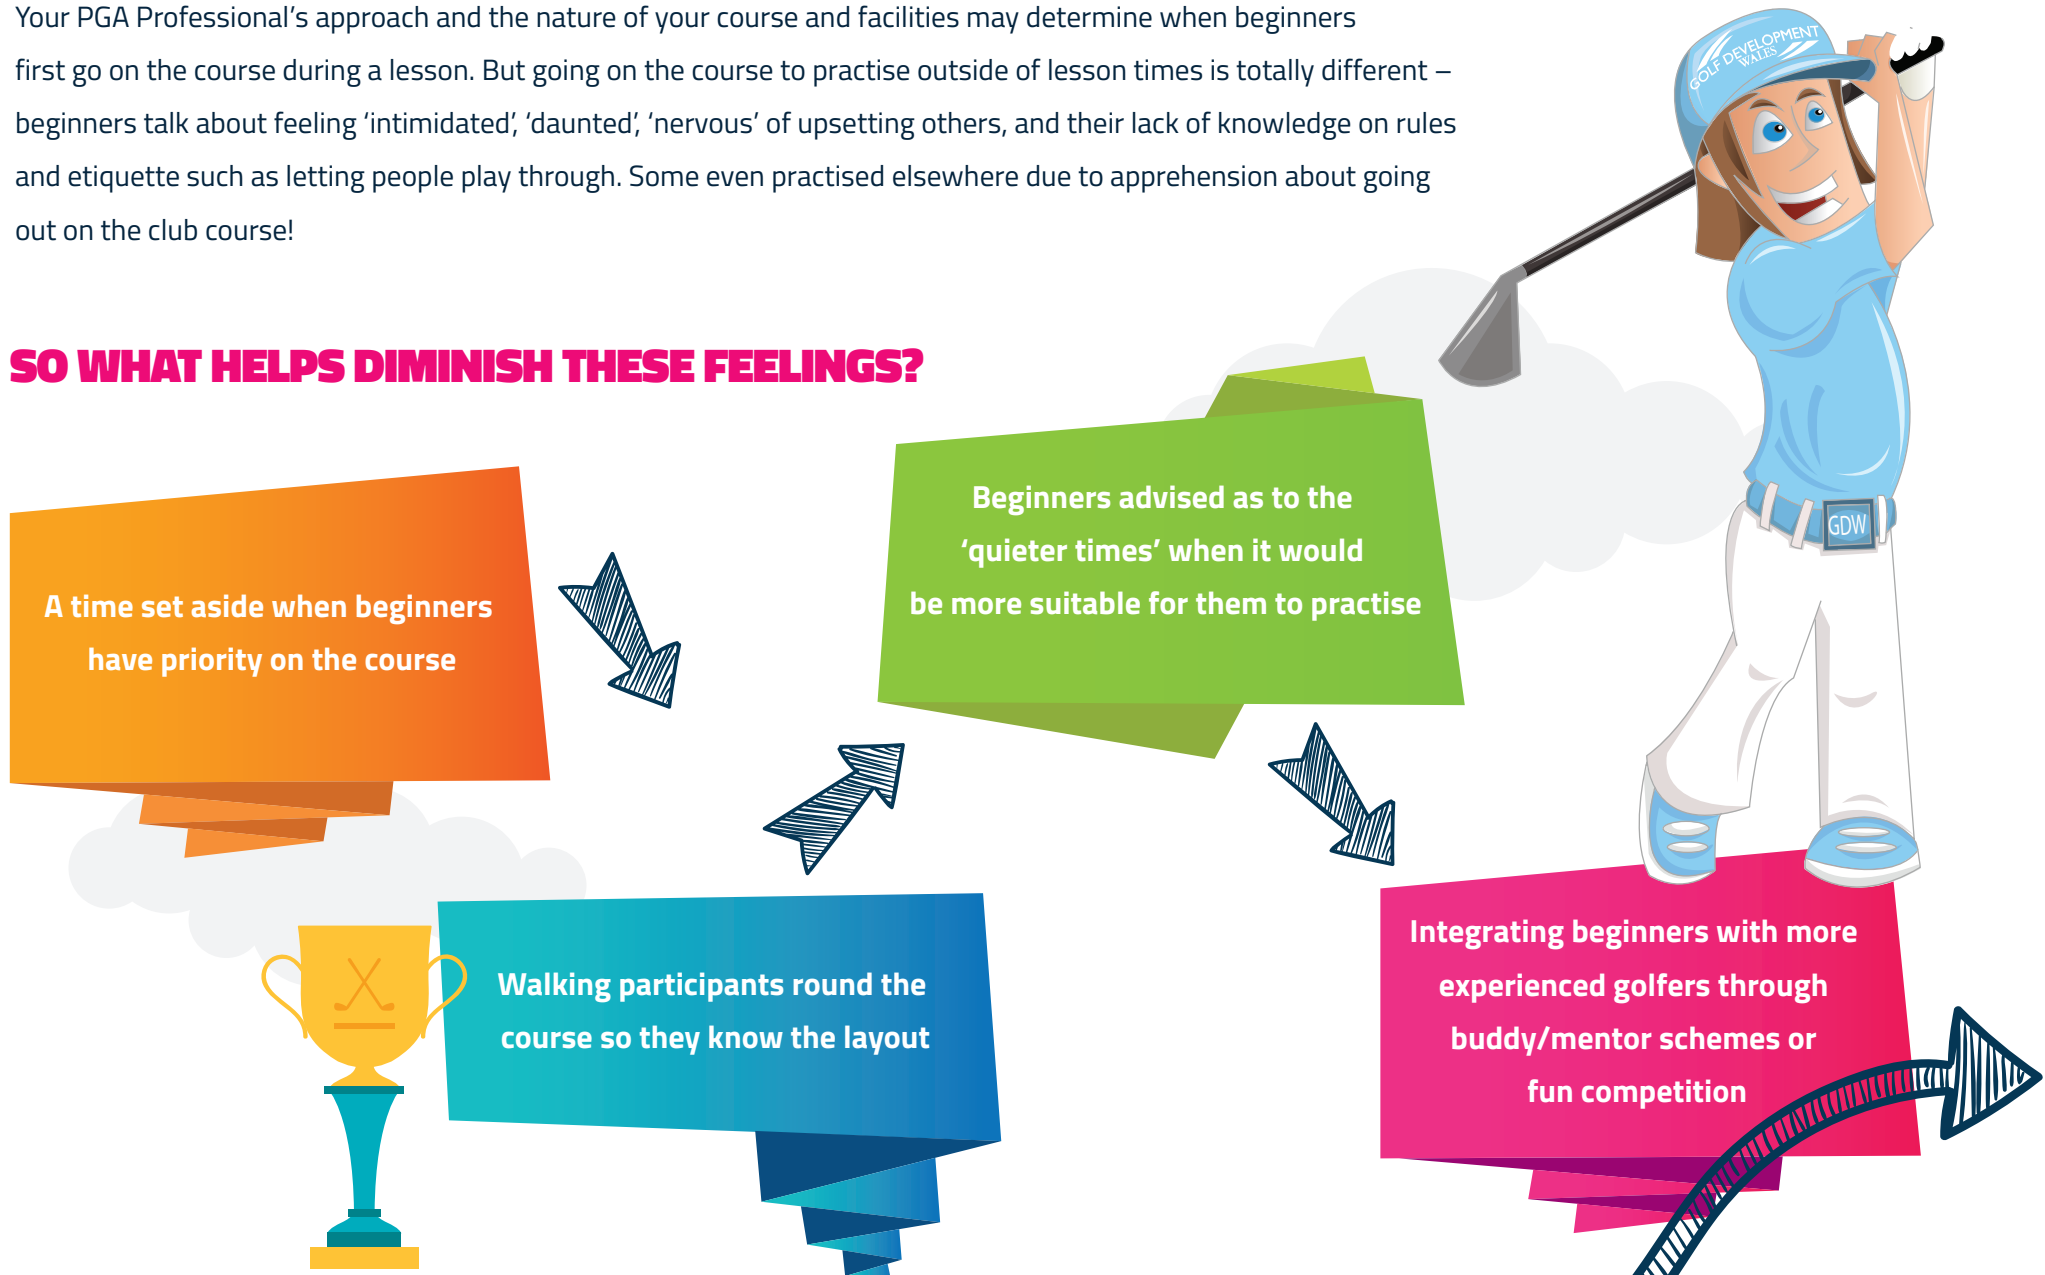 Your PGA Professional’s approach and the nature of your course and facilities may determine when beginners
first go on the course during a lesson. But going on the course to practise outside of lesson times is totally different –
beginners talk about feeling ‘intimidated’, ‘daunted’, ‘nervous’ of upsetting others, and their lack of knowledge on rules
and etiquette such as letting people play through. Some even practised elsewhere due to apprehension about going
out on the club course!
GOLF DEVELOPMENT
WALES
SO WHAT HELPS DIMINISH THESE FEELINGS?
A time set aside when beginners
have priority on the course
Walking participants round the
course so they know the layout
Beginners advised as to the
‘quieter times’ when it would
be more suitable for them to practise
GDW
Integrating beginners with more
experienced golfers through
buddy/mentor schemes or
fun competition